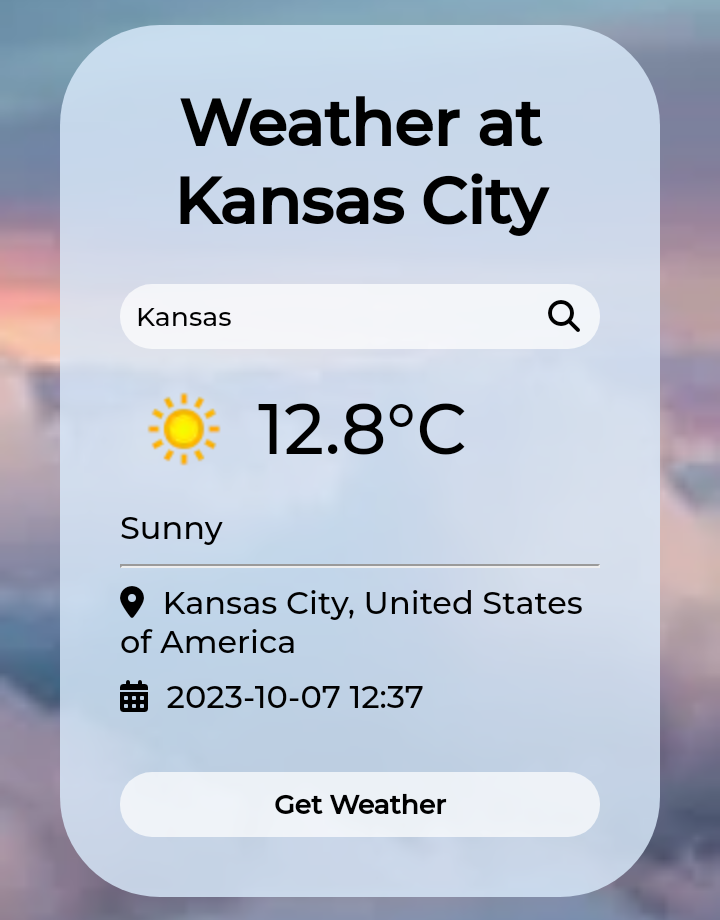 Weather at
Kansas City
Kansas
12.8°C
Sunny
Kansas City, United States
of America
2023-10-07 12:37
Get Weather